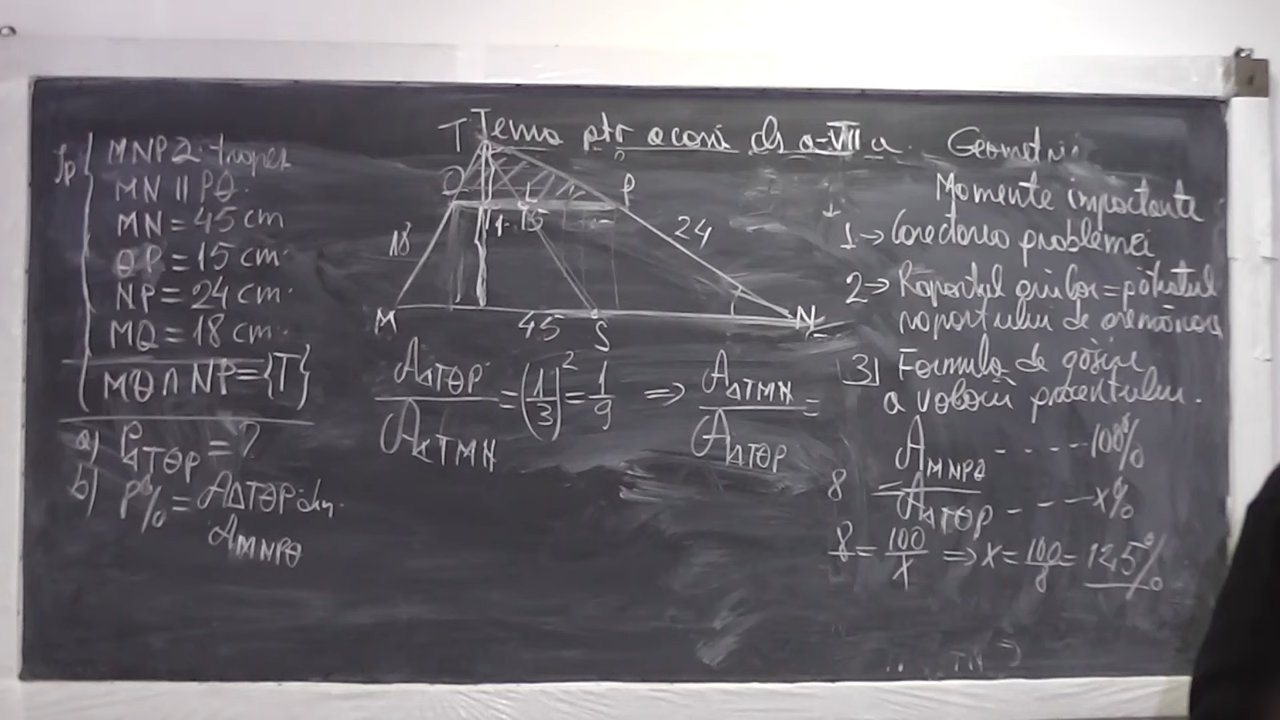 Tema ptr acasă cls a-VII a. Geometrie
Ip
MNPQ trapez
MN || PQ
MN = 45 cm
QP = 15 cm
NP = 24 cm
MQ = 18 cm
MQ ∩ NP = {T}
a) P△TQP = ?
b) P% = A△TQP din
AMNPQ
T
Q
P
18
15
24
M
45
S
N
A△TQP / A△TMN = (1/3)² = 1/9 ⇒ A△TMN / A△TQP =
Momente importante
1 → Corectarea problemei
2 → Raportul ariilor = pătratul
raportului de asemănare
3] Formula de găsire
a valorii procentului.
AMNPQ ---- 100%
8
A△TQP ---- x%
8 = 100/x ⇒ x = 100/8 = 12,5%